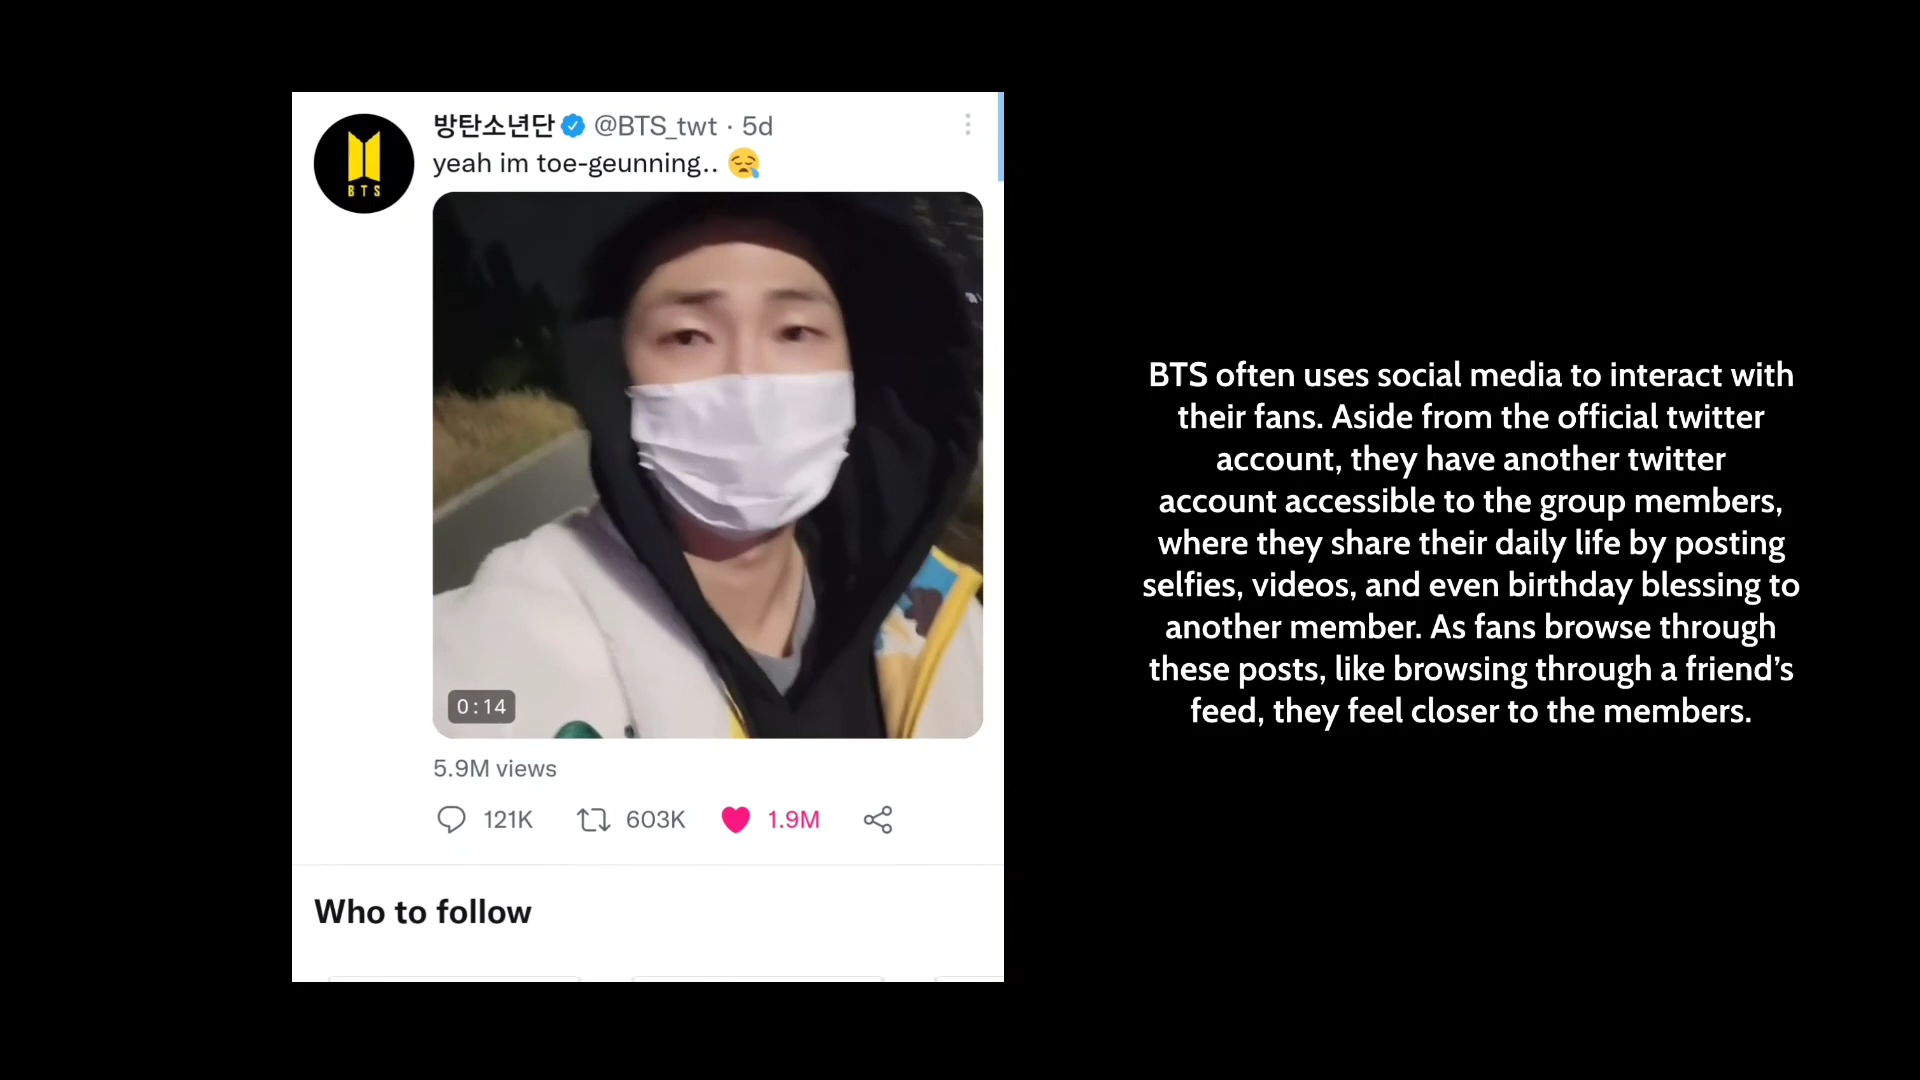 방탄소년단 @BTS_twt · 5d
yeah im toe-geunning.. 😪
BTS
0:14
5.9M views
121K 603K 1.9M
Who to follow
BTS often uses social media to interact with
their fans. Aside from the official twitter
account, they have another twitter
account accessible to the group members,
where they share their daily life by posting
selfies, videos, and even birthday blessing to
another member. As fans browse through
these posts, like browsing through a friend’s
feed, they feel closer to the members.